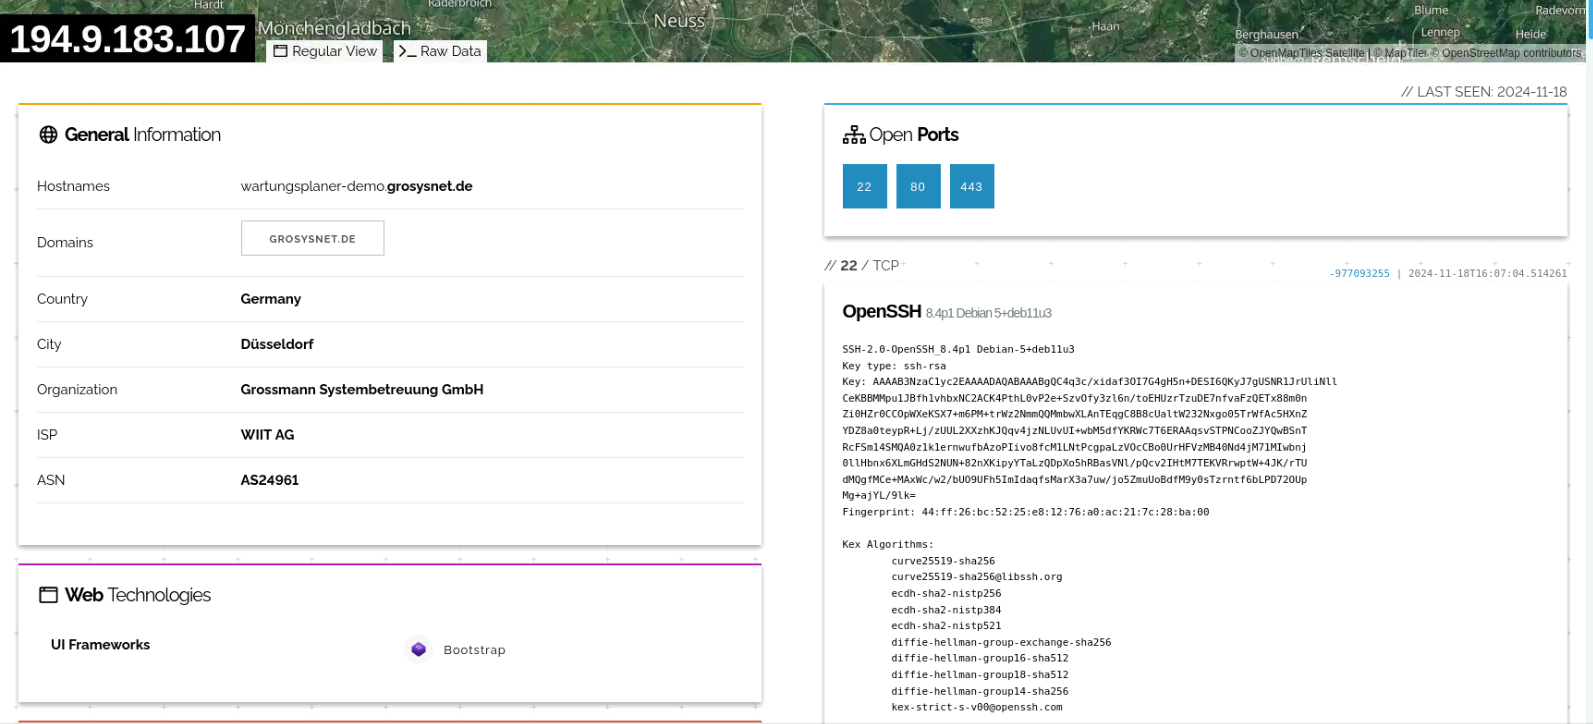 Hardt
Raderbroich
Mönchengladbach
Neuss
Haan
Blume
Radevorm
Berghausen
Lennep
Heide
Remscheid
194.9.183.107
Regular View
Raw Data
© OpenMapTiles Satellite | © MapTiler © OpenStreetMap contributors
// LAST SEEN: 2024-11-18
General Information
Hostnames wartungsplaner-demo.grosysnet.de
Domains GROSYSNET.DE
Country Germany
City Düsseldorf
Organization Grossmann Systembetreuung GmbH
ISP WIIT AG
ASN AS24961
Web Technologies
UI Frameworks Bootstrap
Open Ports
22 80 443
// 22 / TCP
-977093255 | 2024-11-18T16:07:04.514261
OpenSSH 8.4p1 Debian 5+deb11u3
SSH-2.0-OpenSSH_8.4p1 Debian-5+deb11u3
Key type: ssh-rsa
Key: AAAAB3NzaC1yc2EAAAADAQABAAABgQC4q3c/xidaf3OI7G4gH5n+DESI6QKyJ7gUSNR1JrUliNll
CeKBBMMpu1JBfh1vhbxNC2ACK4PthL0vP2e+SzvOfy3zl6n/toEHUzrTzuDE7nfvaFzQETx88m0n
Zi0HZr0CCOpWXeKSX7+m6PM+trWz2NmmQQMmbwXLAnTEqgC8B8cUaltW232Nxgo05TrWfAc5HXnZ
YDZ8a0teypR+Lj/zUUL2XXzhKJQqv4jzNLUvUI+wbM5dfYKRWc7T6ERAAqsvSTPNCooZJYQwBSnT
RcFSm14SMQA0z1k1ernwufbAzoPIivo8fcM1LNtPcgpaLzVOcCBo0UrHFVzMB40Nd4jM71MIwbnj
0llHbnx6XLmGHdS2NUN+82nXKipyYTaLzQDpXo5hRBasVNl/pQcv2IHtM7TEKVRrwptW+4JK/rTU
dMQgfMCe+MAxWc/w2/bUO9UFh5ImIdaqfsMarX3a7uw/jo5ZmuUoBdfM9y0sTzrntf6bLPD72OUp
Mg+ajYL/9lk=
Fingerprint: 44:ff:26:bc:52:25:e8:12:76:a0:ac:21:7c:28:ba:00
Kex Algorithms:
curve25519-sha256
curve25519-sha256@libssh.org
ecdh-sha2-nistp256
ecdh-sha2-nistp384
ecdh-sha2-nistp521
diffie-hellman-group-exchange-sha256
diffie-hellman-group16-sha512
diffie-hellman-group18-sha512
diffie-hellman-group14-sha256
kex-strict-s-v00@openssh.com